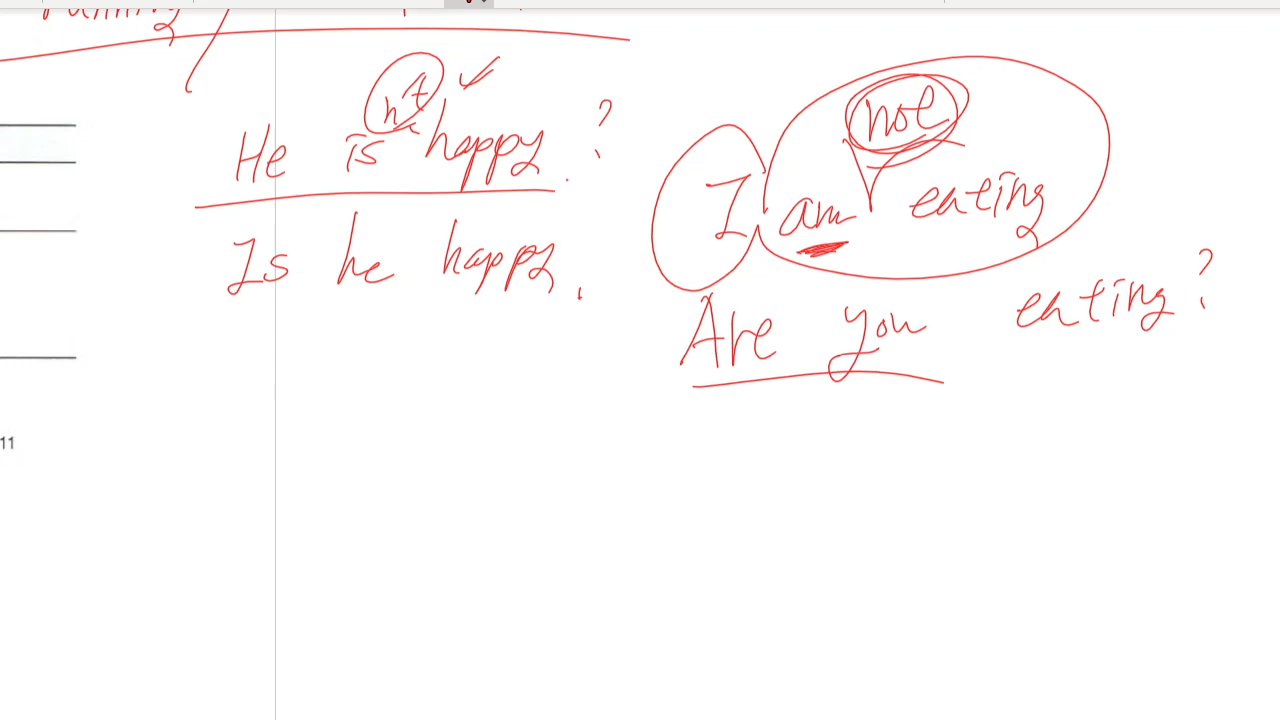 n't
He is happy. ?
Is he happy.
not
I am eating
Are you eating?
11